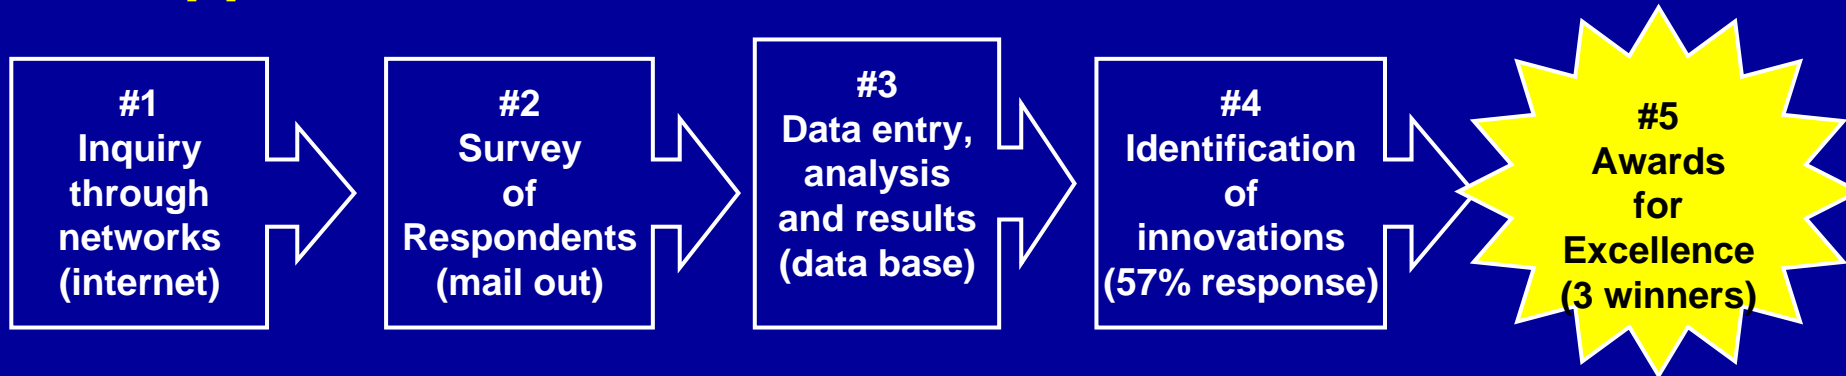 #1
Inquiry
through
networks
(internet)
#2
Survey
of
Respondents
(mail out)
#3
Data entry,
analysis
and results
(data base)
#4
Identification
of
innovations
(57% response)
#5
Awards
for
Excellence
(3 winners)